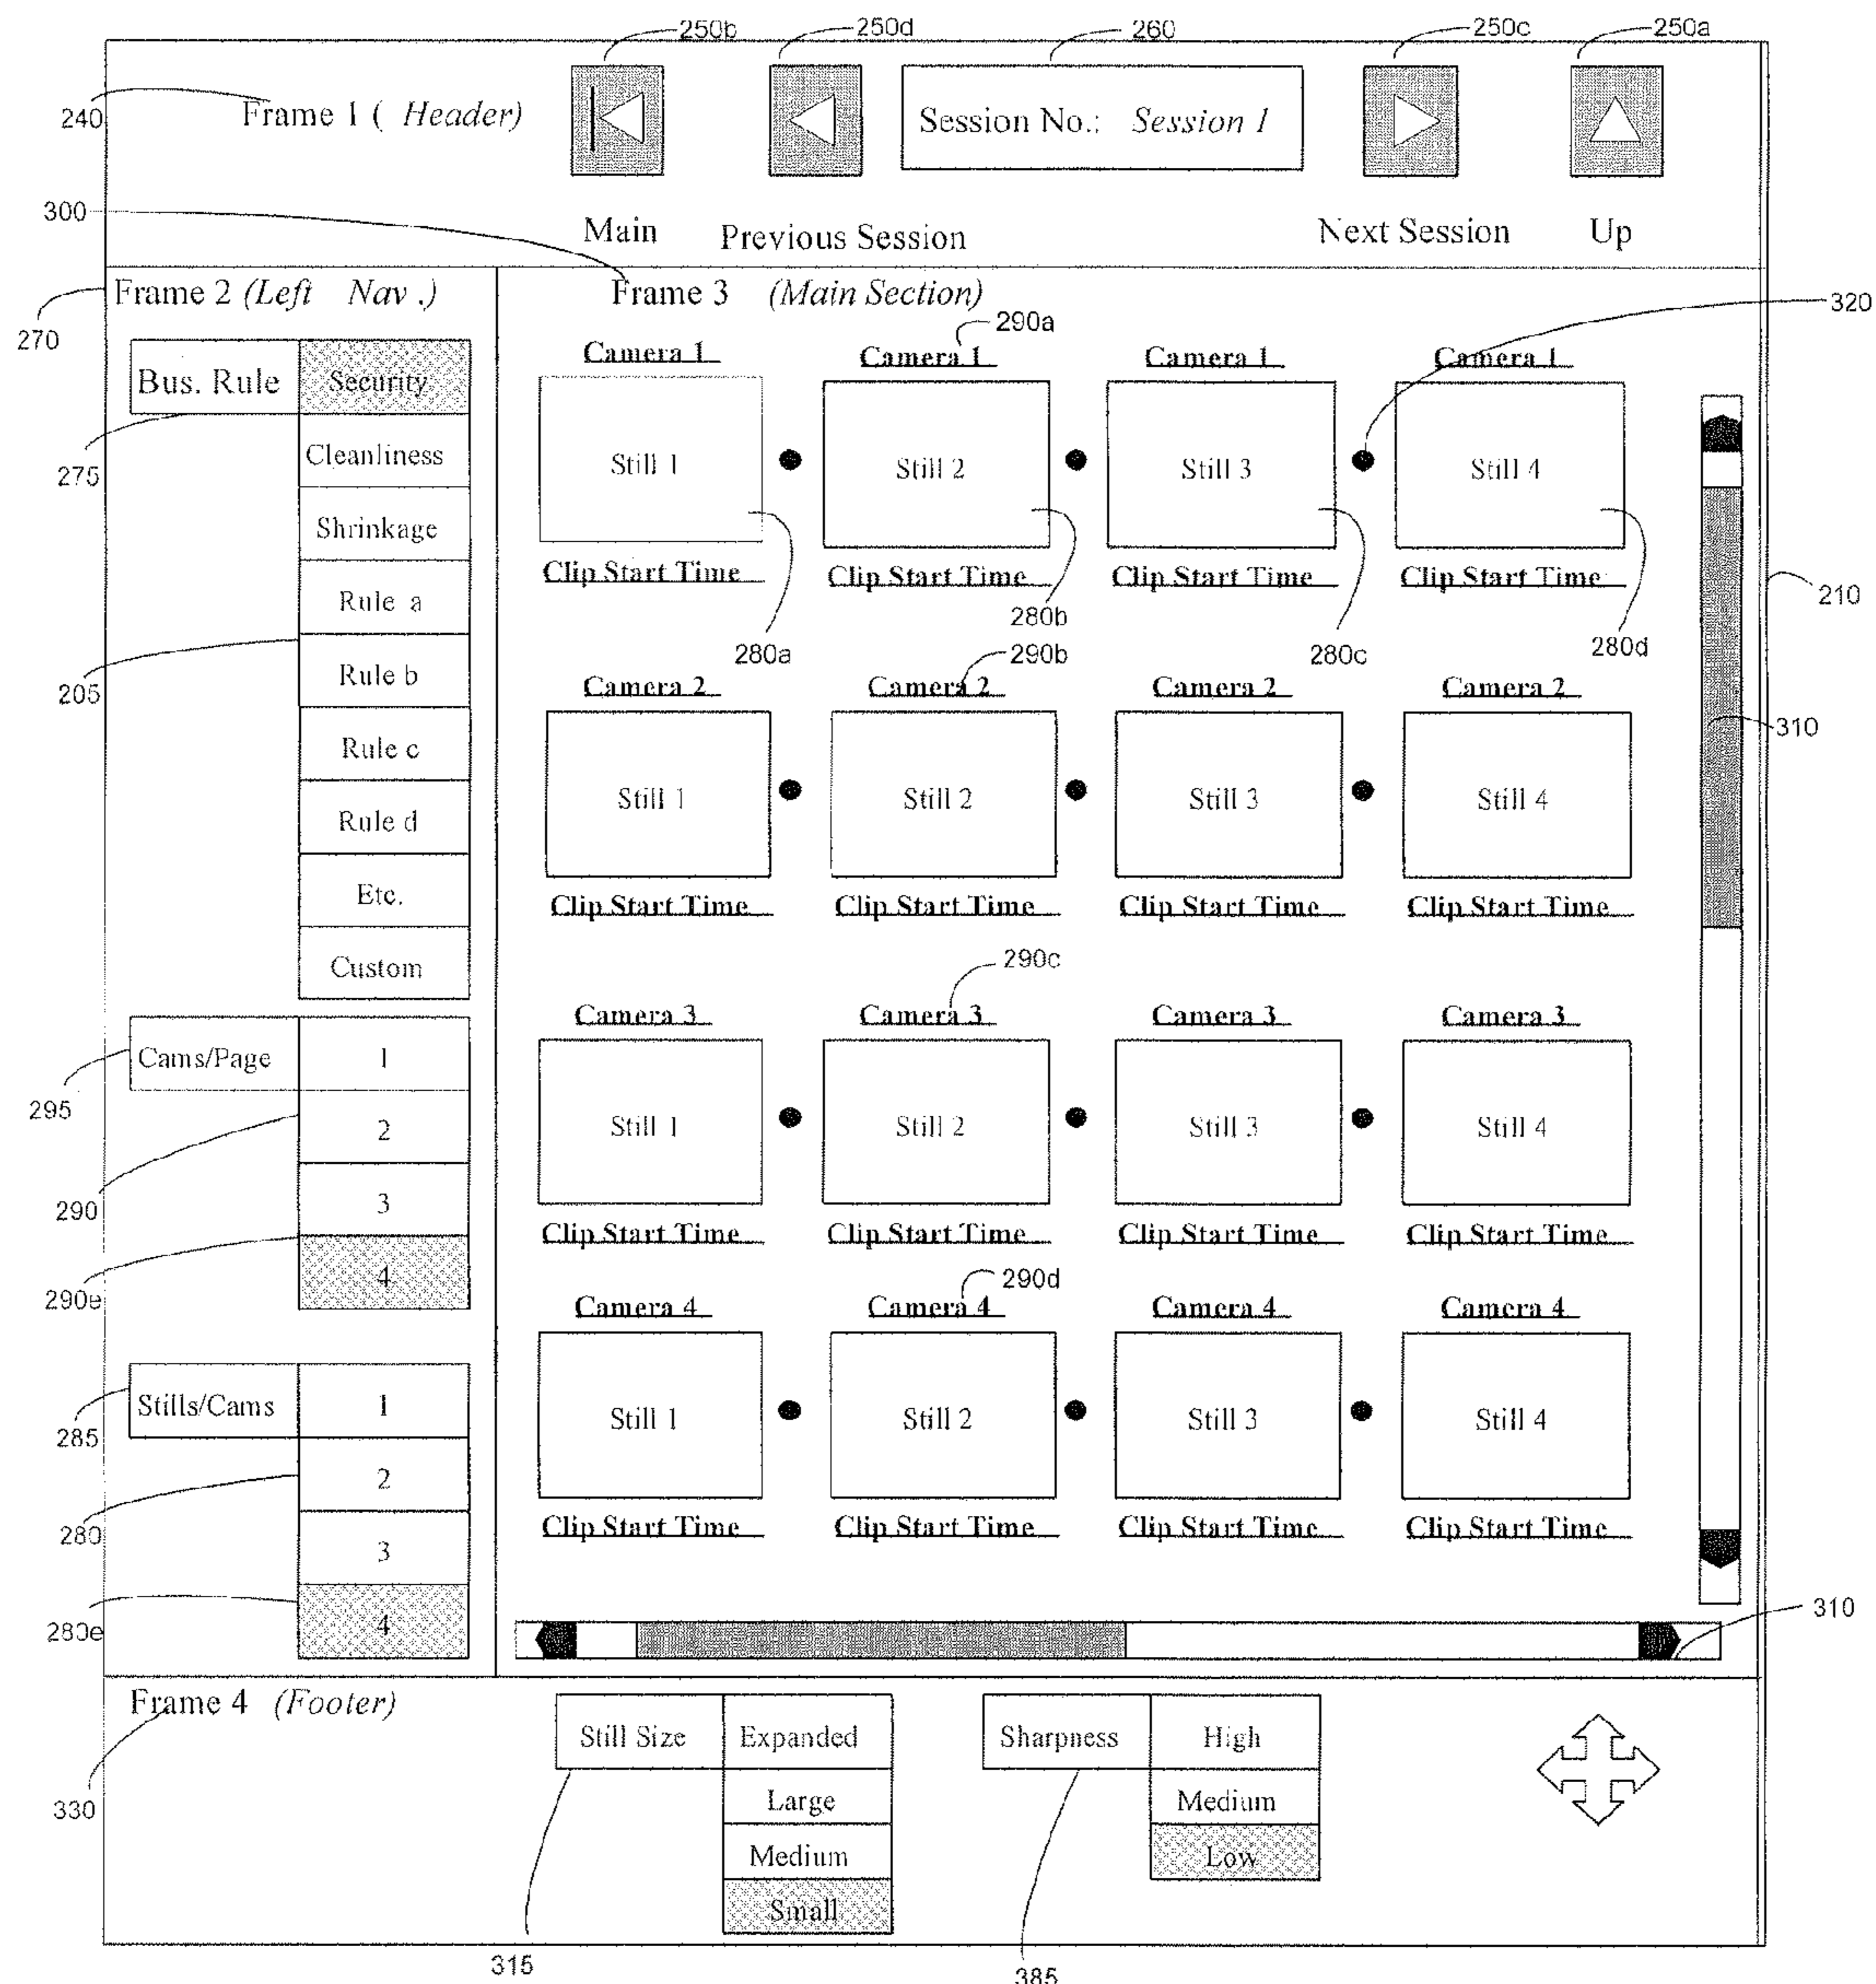 250b 250d 260 250c 250a
240 Frame 1 ( Header) Session No.: Session 1
300
Main Previous Session Next Session Up
270 Frame 2 (Left Nav .)
Bus. Rule Security
275 Cleanliness
Shrinkage
Rule a
205 Rule b
Rule c
Rule d
Etc.
Custom
Cams/Page 1
295 2
290 3
290e 4
Stills/Cams 1
285 2
280 3
280e 4
Frame 3 (Main Section)
290a 320
Camera 1 Camera 1 Camera 1 Camera 1
Still 1 Still 2 Still 3 Still 4
Clip Start Time Clip Start Time Clip Start Time Clip Start Time
210
280a 280b 280c 280d
290b
Camera 2 Camera 2 Camera 2 Camera 2
310
Still 1 Still 2 Still 3 Still 4
Clip Start Time Clip Start Time Clip Start Time Clip Start Time
290c
Camera 3 Camera 3 Camera 3 Camera 3
Still 1 Still 2 Still 3 Still 4
Clip Start Time Clip Start Time Clip Start Time Clip Start Time
290d
Camera 4 Camera 4 Camera 4 Camera 4
Still 1 Still 2 Still 3 Still 4
Clip Start Time Clip Start Time Clip Start Time Clip Start Time
310
Frame 4 (Footer)
330
Still Size Expanded
Large
Medium
Small
315
Sharpness High
Medium
Low
385